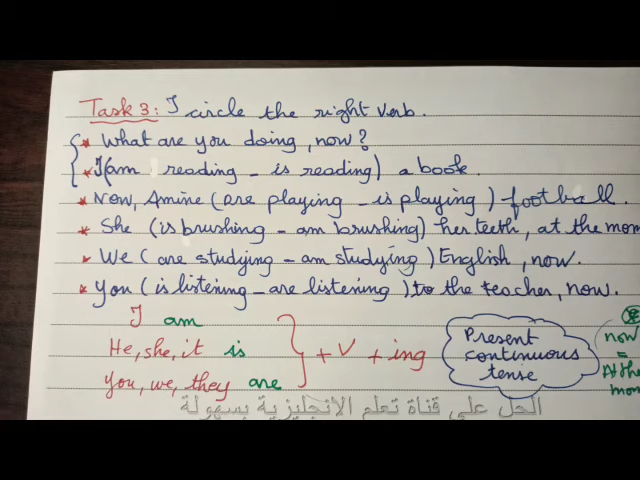 Task 3: I circle the right verb.
* What are you doing, now?
* I (am reading - is reading) a book.
* Now, Amine (are playing - is playing) football.
* She (is brushing - am brushing) her teeth, at the mom
* We (are studying - am studying) English, now.
* You (is listening - are listening) to the teacher, now.
I am
He, she, it is
You, we, they are
+ V + ing
Present
continuous
tense
now
=
At the
mom
الحل على قناة تعلم الانجليزية بسهولة